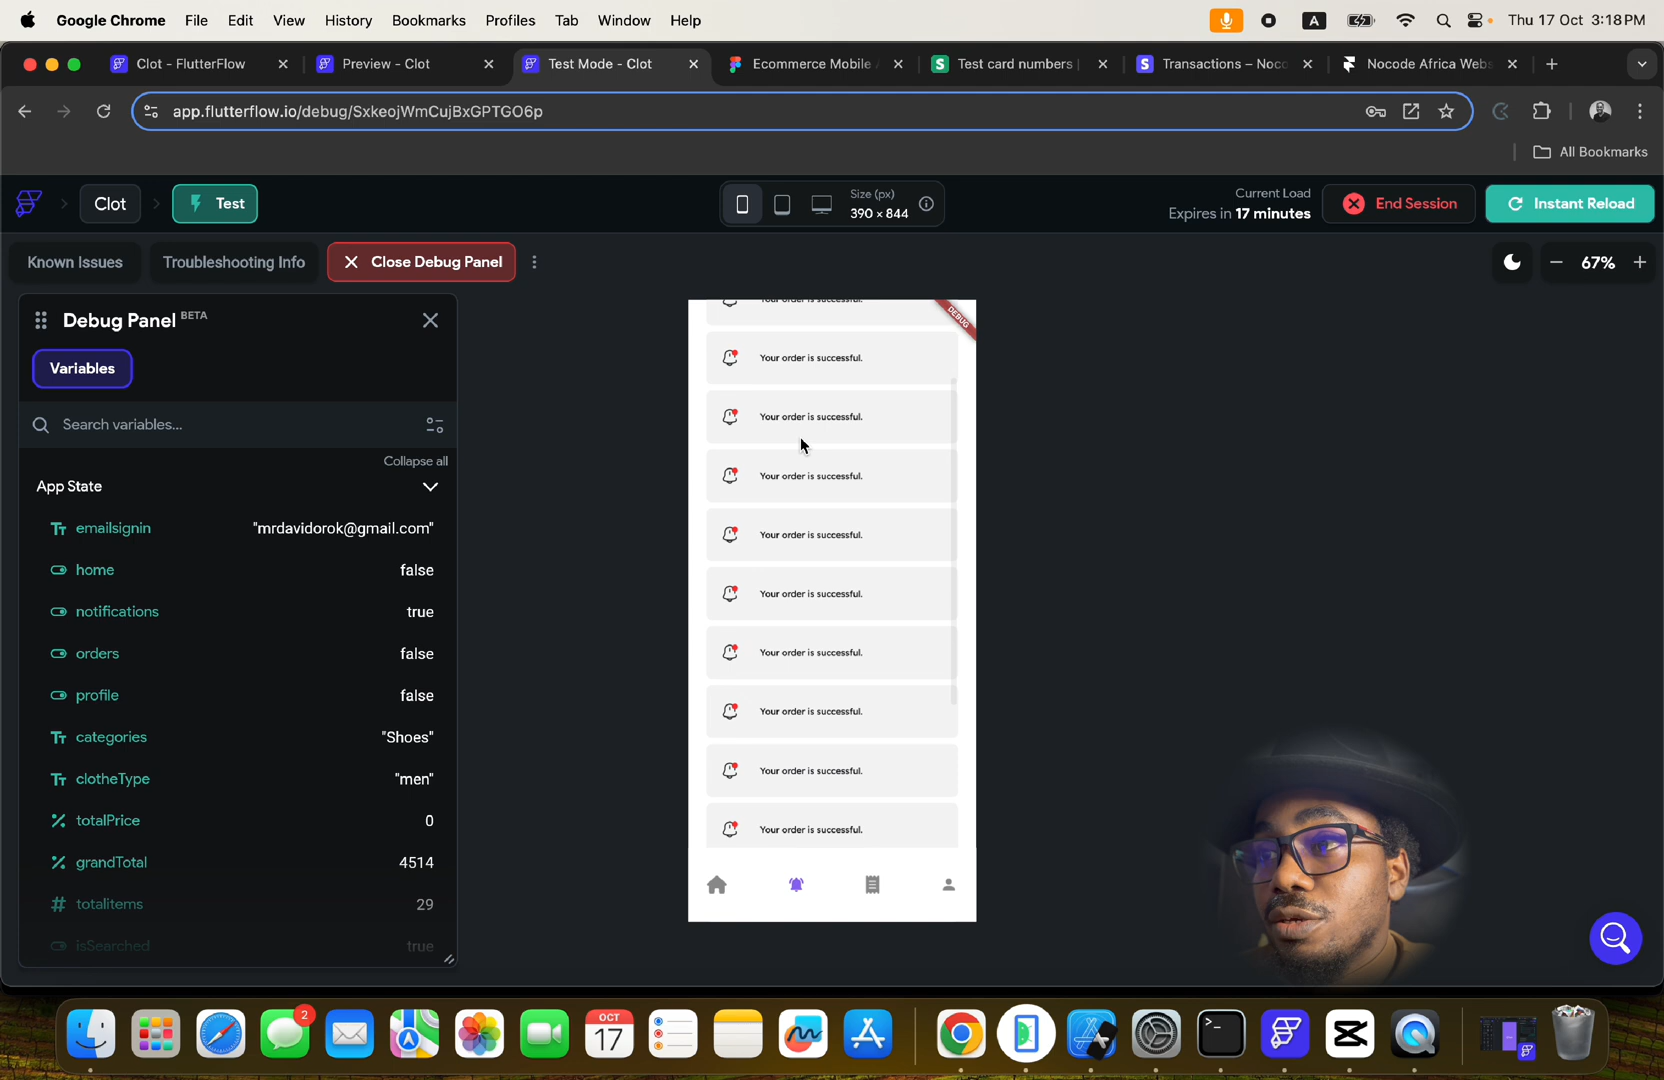 Google Chrome File Edit View History Bookmarks Profiles Tab Window Help A Thu 17 Oct 3:18 PM
Clot - FlutterFlow Preview - Clot Test Mode - Clot Ecommerce Mobile Test card numbers Transactions – Noco Nocode Africa Webs
app.flutterflow.io/debug/SxkeojWmCujBxGPTGO6p
All Bookmarks
Clot Test Size (px) 390 × 844 Current Load Expires in 17 minutes End Session Instant Reload
Known Issues Troubleshooting Info Close Debug Panel 67%
Debug Panel BETA
Variables
Search variables...
Collapse all
App State
emailsignin "mrdavidorok@gmail.com"
home false
notifications true
orders false
profile false
categories "Shoes"
clotheType "men"
totalPrice 0
grandTotal 4514
totalitems 29
isSearched true
DEBUG
Your order is successful.
Your order is successful.
Your order is successful.
Your order is successful.
Your order is successful.
Your order is successful.
Your order is successful.
Your order is successful.
Your order is successful.
Your order is successful.
2
OCT
17